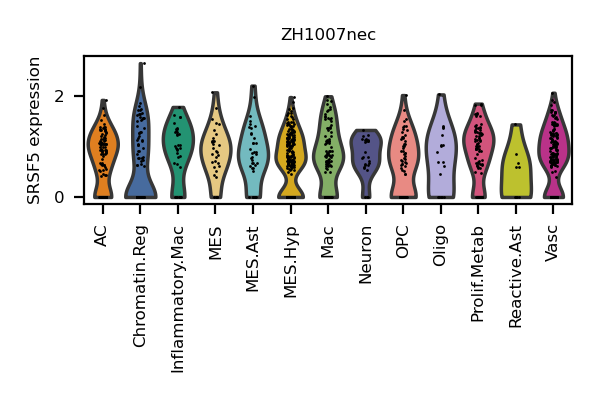 ZH1007nec
SRSF5 expression
2
0
AC
Chromatin.Reg
Inflammatory.Mac
MES
MES.Ast
MES.Hyp
Mac
Neuron
OPC
Oligo
Prolif.Metab
Reactive.Ast
Vasc